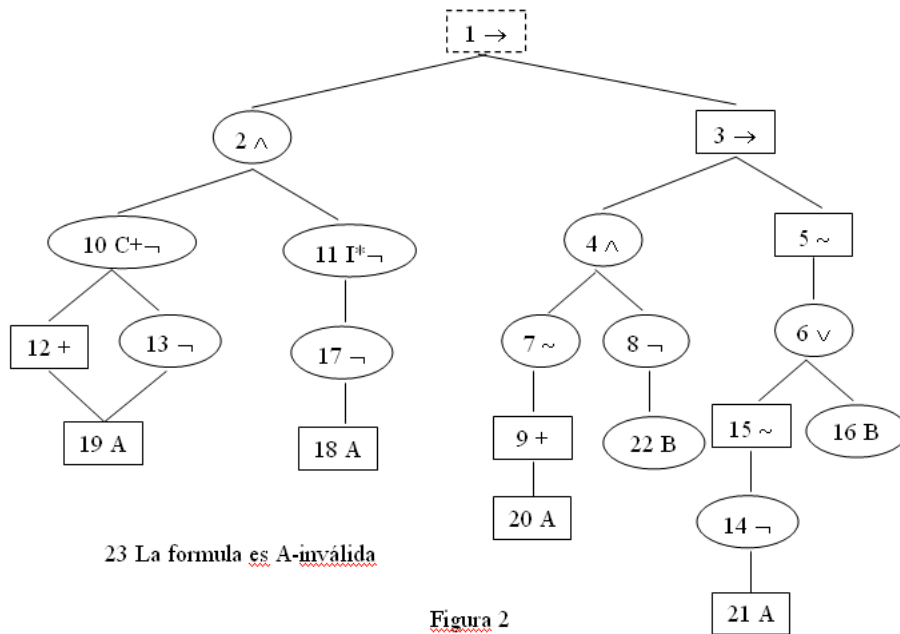 1 →
2 ∧
3 →
10 C+¬
11 I*¬
4 ∧
5 ~
12 +
13 ¬
17 ¬
7 ~
8 ¬
6 ∨
19 A
18 A
9 +
22 B
15 ~
16 B
20 A
14 ¬
23 La formula es A-inválida
21 A
Figura 2